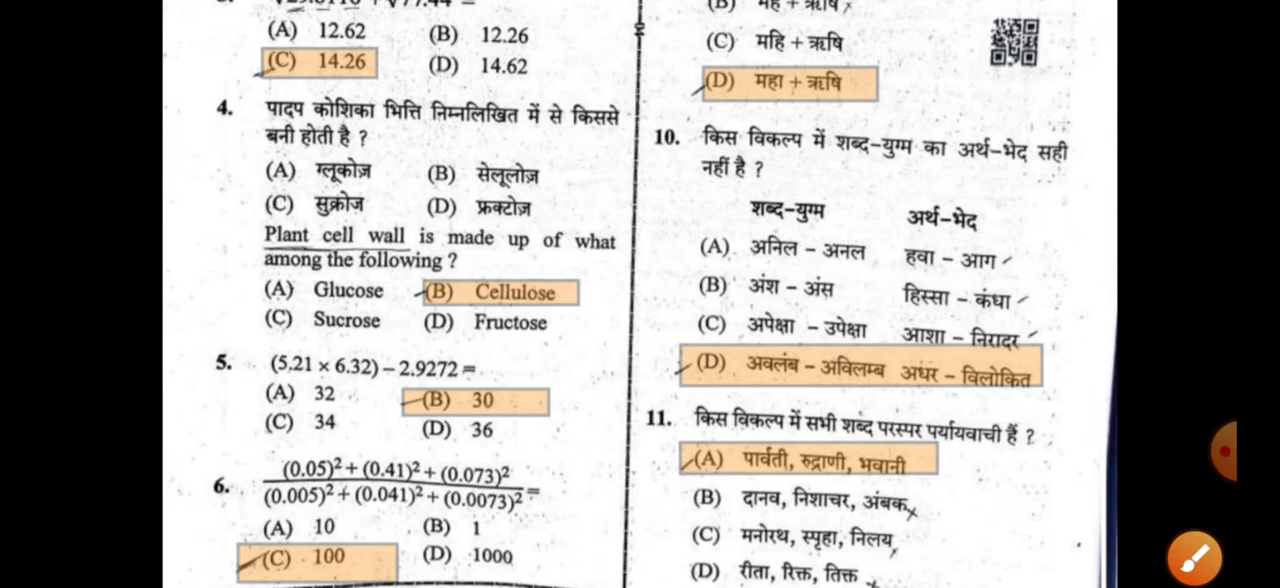 (A) 12.62 (B) 12.26
(C) 14.26 (D) 14.62
4. पादप कोशिका भित्ति निम्नलिखित में से किससे
बनी होती है ?
(A) ग्लूकोज़ (B) सेलूलोज़
(C) सुक्रोज (D) फ्रक्टोज़
Plant cell wall is made up of what
among the following ?
(A) Glucose (B) Cellulose
(C) Sucrose (D) Fructose
5. (5.21 × 6.32) – 2.9272 =
(A) 32 (B) 30
(C) 34 (D) 36
6. (0.05)² + (0.41)² + (0.073)²
(0.005)² + (0.041)² + (0.0073)² =
(A) 10 (B) 1
(C) 100 (D) 1000
(B) मह + ऋषि
(C) महि + ऋषि
(D) महा + ऋषि
10. किस विकल्प में शब्द-युग्म का अर्थ-भेद सही
नहीं है ?
शब्द-युग्म अर्थ-भेद
(A) अनिल – अनल हवा – आग
(B) अंश – अंस हिस्सा – कंधा
(C) अपेक्षा – उपेक्षा आशा – निरादर
(D) अवलंब – अविलम्ब अधर – विलोकित
11. किस विकल्प में सभी शब्द परस्पर पर्यायवाची हैं ?
(A) पार्वती, रुद्राणी, भवानी
(B) दानव, निशाचर, अंबक
(C) मनोरथ, स्पृहा, निलय
(D) रीता, रिक्त, तिक्त